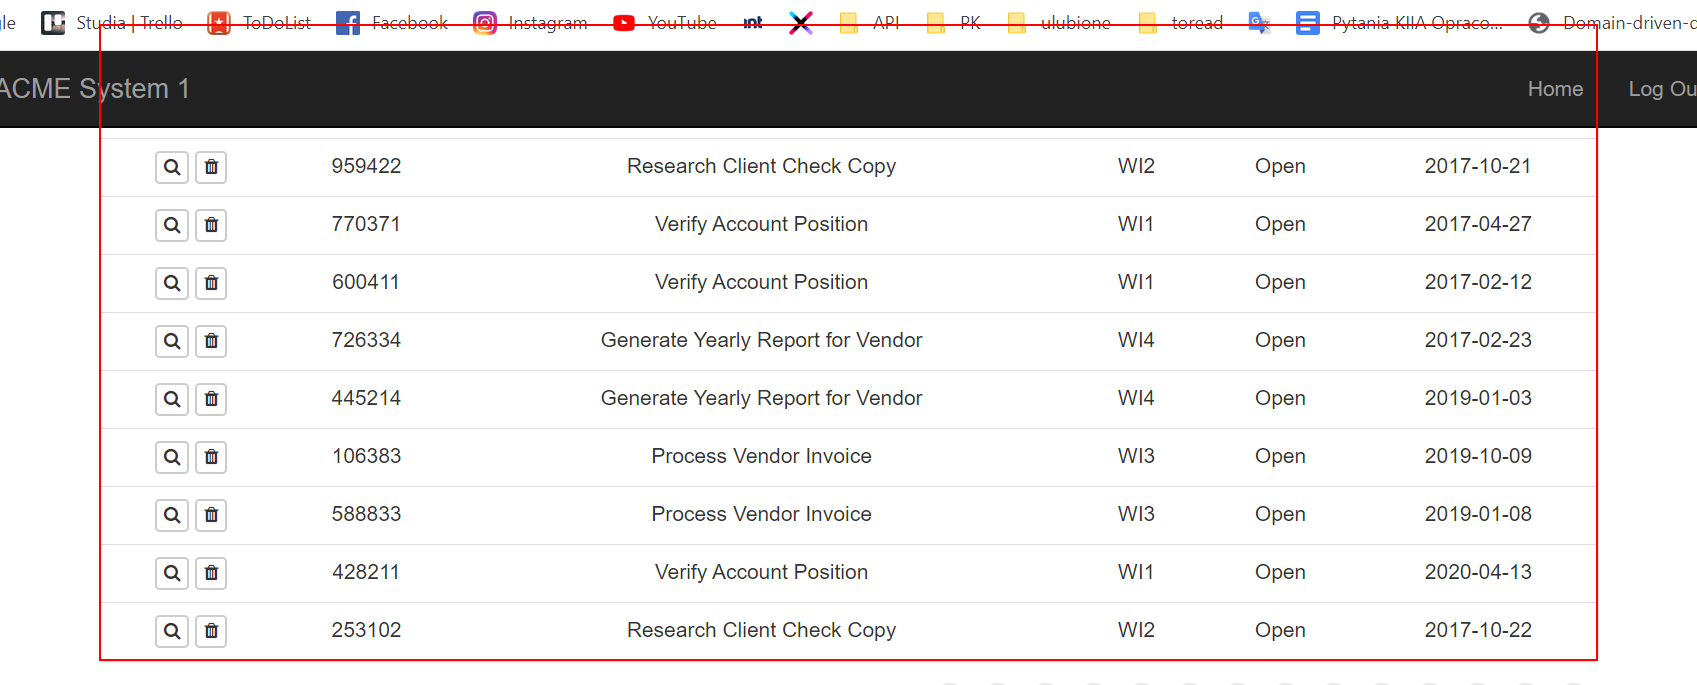 le Studia | Trello ToDoList Facebook Instagram YouTube int API PK ulubione toread Pytania KIIA Opraco... Domain-driven-d
ACME System 1 Home Log Ou
959422 Research Client Check Copy WI2 Open 2017-10-21
770371 Verify Account Position WI1 Open 2017-04-27
600411 Verify Account Position WI1 Open 2017-02-12
726334 Generate Yearly Report for Vendor WI4 Open 2017-02-23
445214 Generate Yearly Report for Vendor WI4 Open 2019-01-03
106383 Process Vendor Invoice WI3 Open 2019-10-09
588833 Process Vendor Invoice WI3 Open 2019-01-08
428211 Verify Account Position WI1 Open 2020-04-13
253102 Research Client Check Copy WI2 Open 2017-10-22